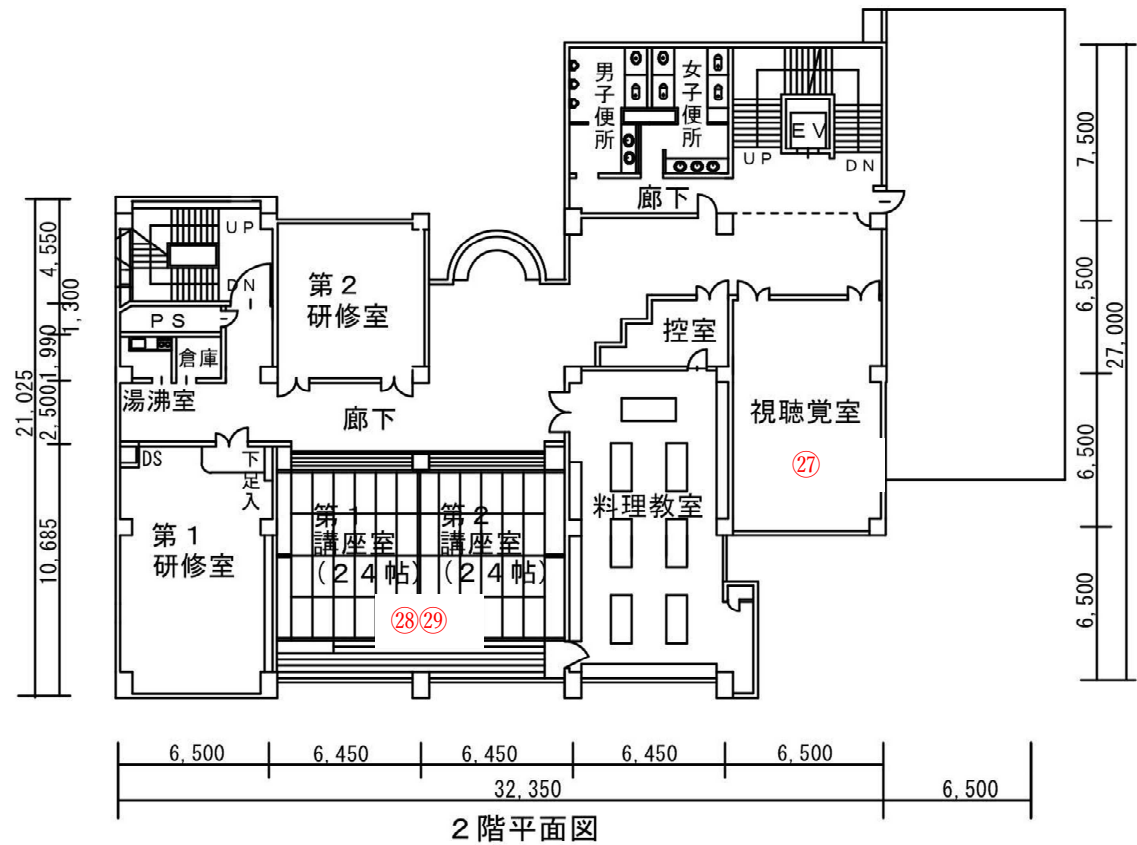 男子便所
女子便所
EV
UP
DN
廊下
UP
DN
PS
倉庫
湯沸室
第2
研修室
控室
廊下
視聴覚室
㉗
DS
下足入
第1
研修室
第1
講座室
(24帖)
第2
講座室
(24帖)
㉘㉙
料理教室
21,025
4,550
1,300
1,990
2,500
10,685
7,500
6,500
6,500
6,500
27,000
6,500
6,450
6,450
6,450
6,500
32,350
6,500
2階平面図